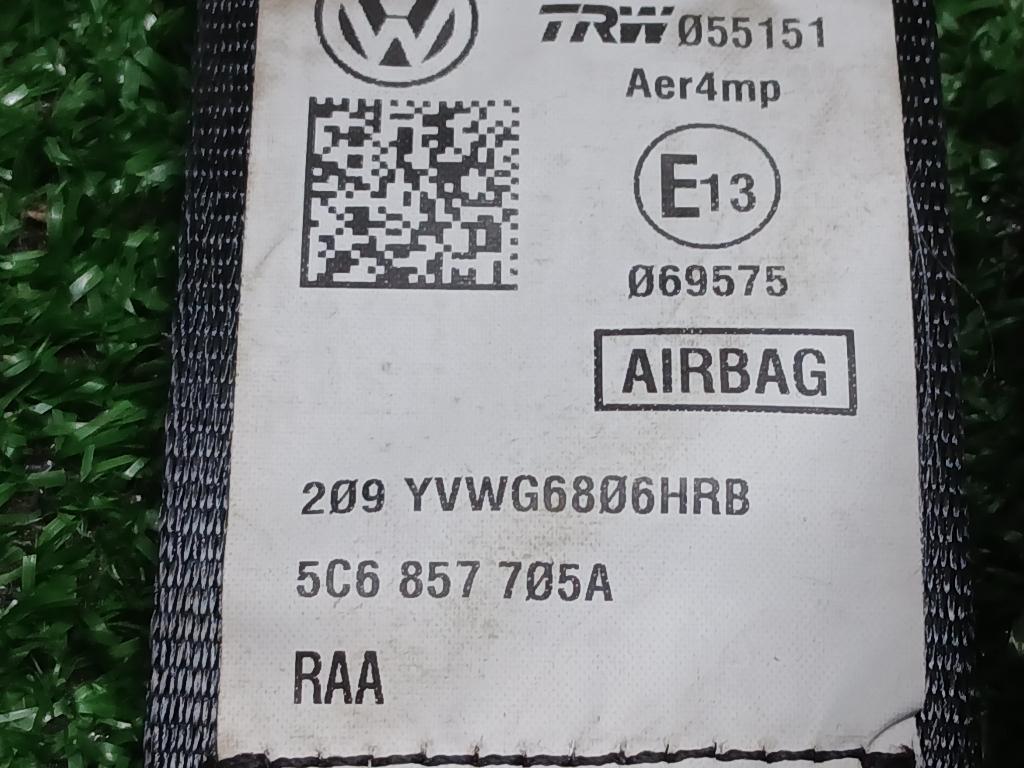 TRW Ø55151
Aer4mp
E13
Ø69575
AIRBAG
2Ø9 YVWG68Ø6HRB
5C6 857 7Ø5A
RAA